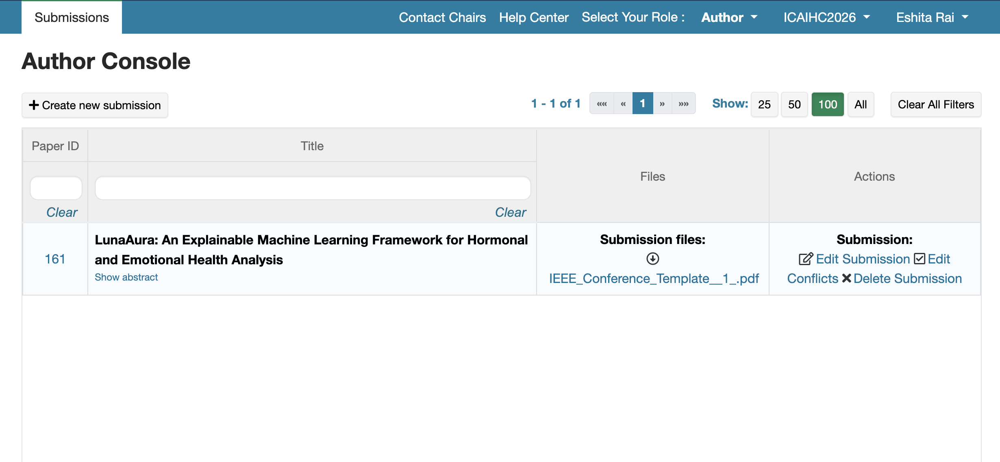 Submissions
Contact Chairs Help Center Select Your Role : Author ICAIHC2026 Eshita Rai
Author Console
Create new submission
1 - 1 of 1 «« « 1 » »» Show: 25 50 100 All Clear All Filters
Paper ID Title Files Actions
Clear Clear
161
LunaAura: An Explainable Machine Learning Framework for Hormonal
and Emotional Health Analysis
Show abstract
Submission files:
IEEE_Conference_Template__1_.pdf
Submission:
Edit Submission Edit
Conflicts Delete Submission